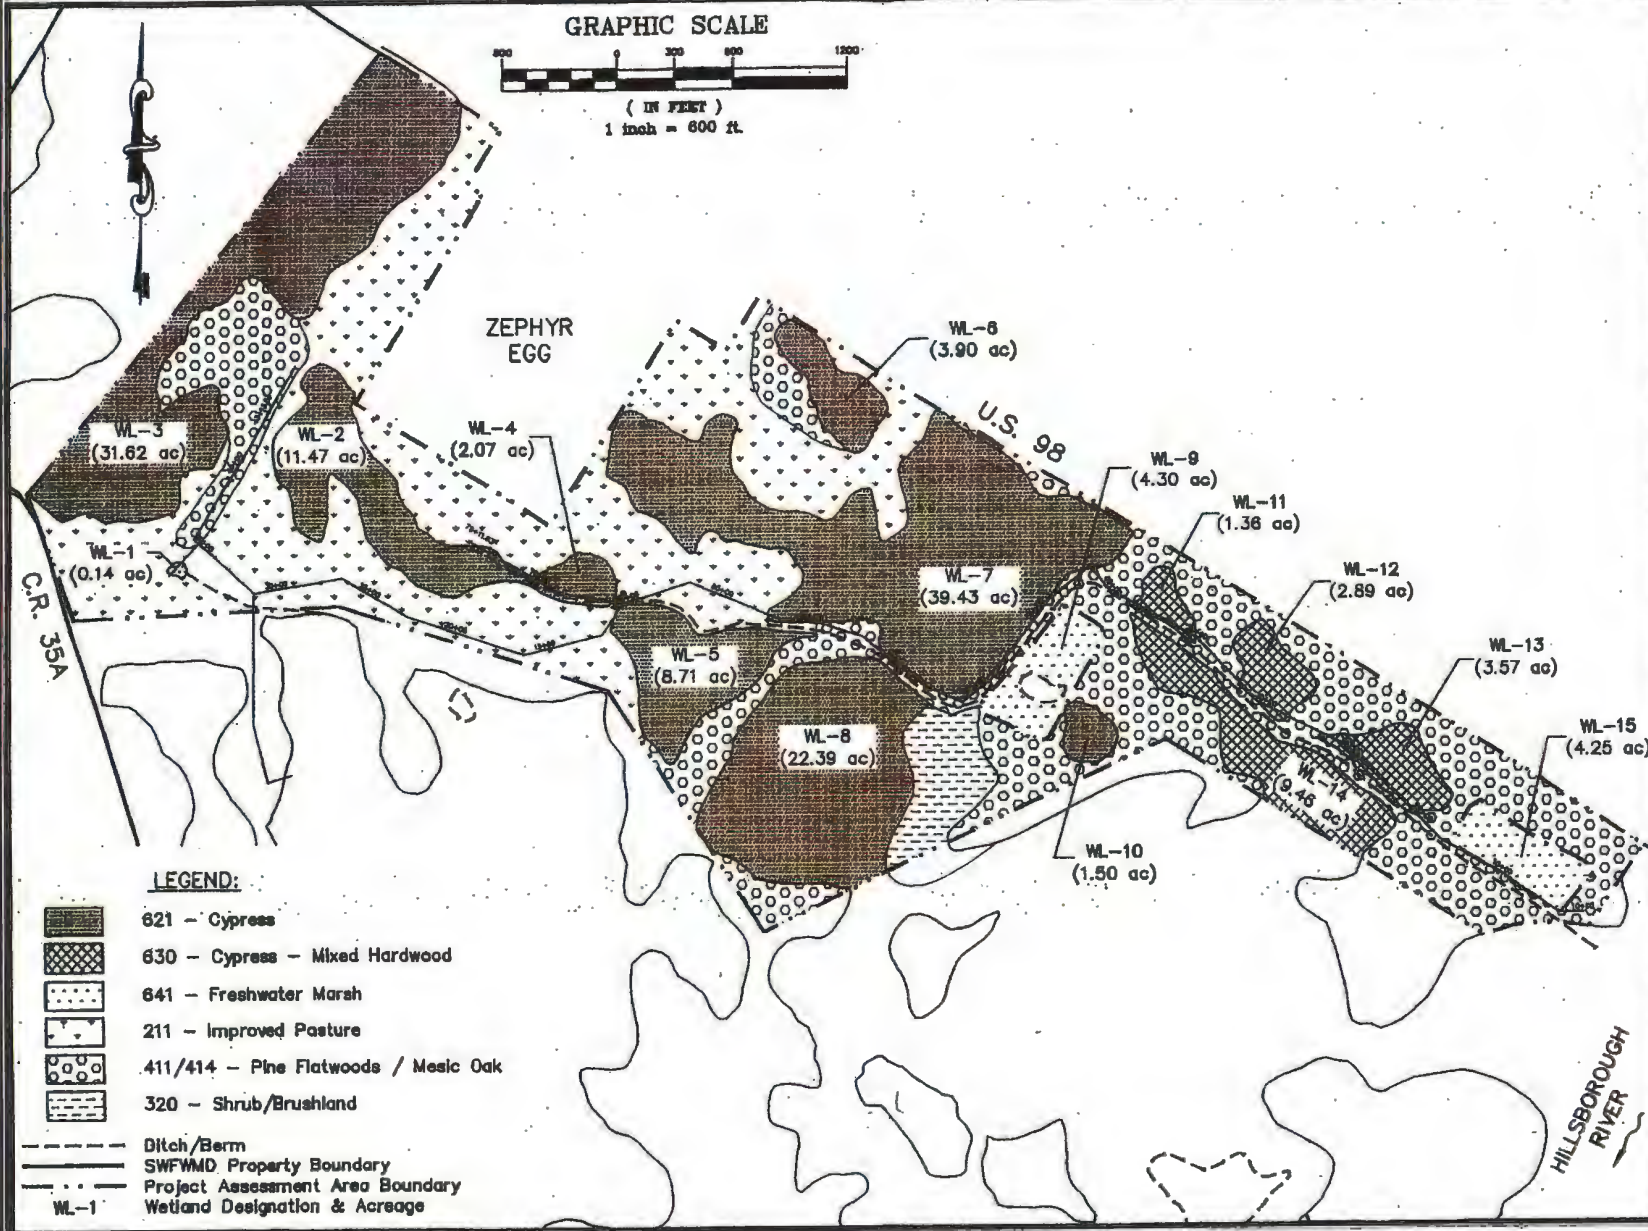 GRAPHIC SCALE
0 300 600 1200
( IN FEET )
1 inch = 600 ft.
ZEPHYR
EGG
WL-6
(3.90 ac)
U.S. 98
WL-3
(31.62 ac)
WL-2
(11.47 ac)
WL-4
(2.07 ac)
WL-9
(4.30 ac)
WL-11
(1.36 ac)
WL-1
(0.14 ac)
WL-7
(39.43 ac)
WL-12
(2.89 ac)
C.R. 35A
WL-5
(8.71 ac)
WL-13
(3.57 ac)
WL-8
(22.39 ac)
WL-15
(4.25 ac)
WL-14
(9.46 ac)
WL-10
(1.50 ac)
LEGEND:
621 - Cypress
630 - Cypress - Mixed Hardwood
641 - Freshwater Marsh
211 - Improved Pasture
411/414 - Pine Flatwoods / Mesic Oak
320 - Shrub/Brushland
Ditch/Berm
SWFWMD Property Boundary
Project Assessment Area Boundary
WL-1 Wetland Designation & Acreage
HILLSBOROUGH
RIVER